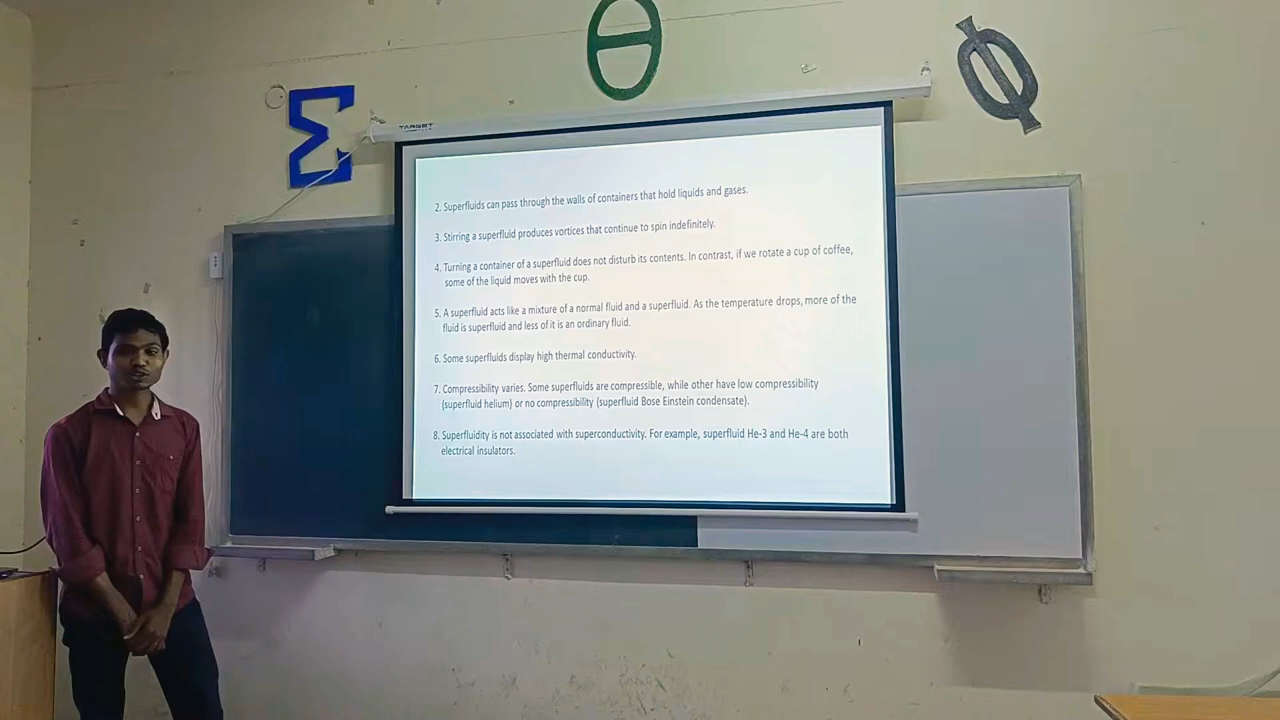 Θ
Φ
Σ
TARGET
2. Superfluids can pass through the walls of containers that hold liquids and gases.
3. Stirring a superfluid produces vortices that continue to spin indefinitely.
4. Turning a container of a superfluid does not disturb its contents. In contrast, if we rotate a cup of coffee,
some of the liquid moves with the cup.
5. A superfluid acts like a mixture of a normal fluid and a superfluid. As the temperature drops, more of the
fluid is superfluid and less of it is an ordinary fluid.
6. Some superfluids display high thermal conductivity.
7. Compressibility varies. Some superfluids are compressible, while other have low compressibility
(superfluid helium) or no compressibility (superfluid Bose Einstein condensate).
8. Superfluidity is not associated with superconductivity. For example, superfluid He-3 and He-4 are both
electrical insulators.